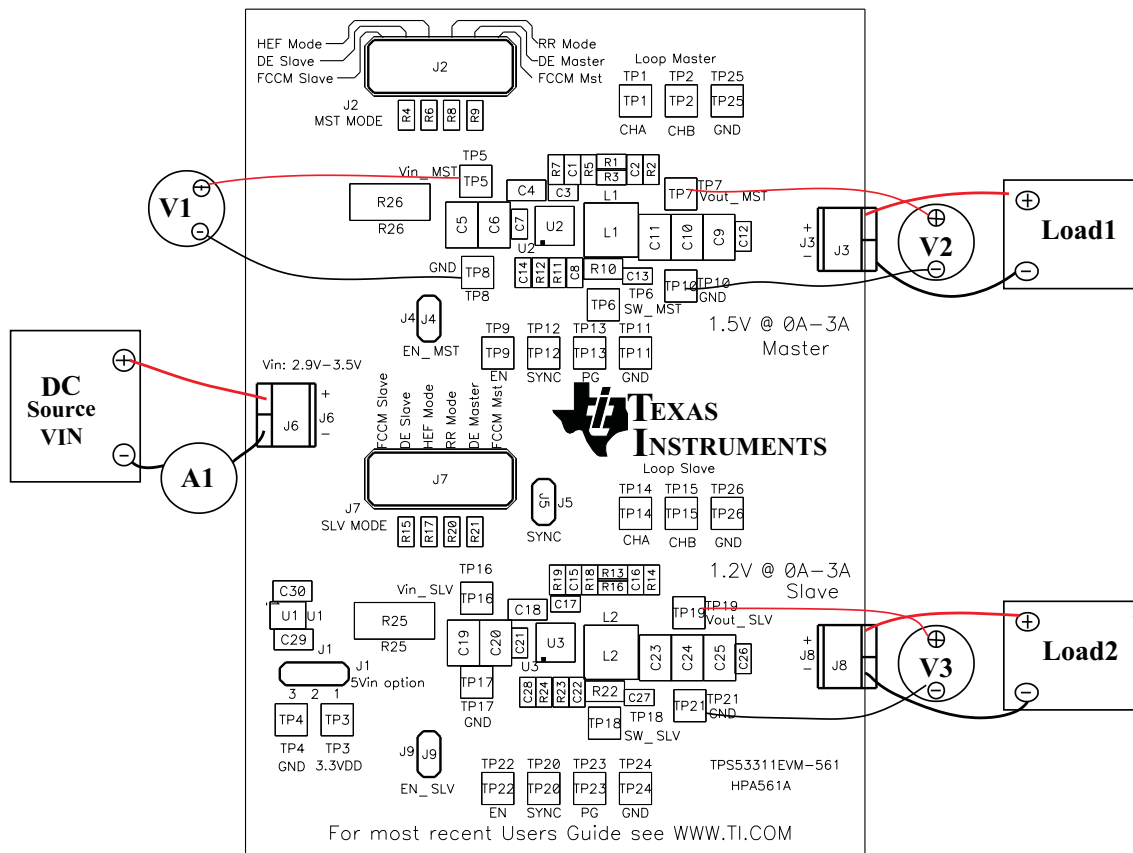 HEF Mode
DE Slave
FCCM Slave
RR Mode
DE Master
FCCM Mst
J2
J2
MST MODE
R4
R6
R8
R9
Loop Master
TP1
TP2
TP25
TP1
TP2
TP25
CHA
CHB
GND
V1
Vin_MST
TP5
TP5
R26
R26
C4
R7
C1
R5
R1
R3
C2
R2
C3
L1
C5
C6
C7
U2
U2
L1
C11
C10
C9
C12
TP7
TP7
Vout_MST
J3
J3
+
-
V2
Load1
GND
TP8
TP8
C14
R12
R11
C8
R10
C13
TP6
TP6
SW_MST
TP10
TP10
GND
1.5V @ 0A-3A
Master
J4
J4
EN_MST
TP9
TP12
TP13
TP11
TP9
TP12
TP13
TP11
EN
SYNC
PG
GND
DC
Source
VIN
A1
Vin: 2.9V-3.5V
J6
J6
+
-
FCCM Slave
DE Slave
HEF Mode
RR Mode
DE Master
FCCM Mst
TEXAS
INSTRUMENTS
J7
J7
SLV MODE
R15
R17
R20
R21
J5
J5
SYNC
Loop Slave
TP14
TP15
TP26
TP14
TP15
TP26
CHA
CHB
GND
1.2V @ 0A-3A
Slave
C30
U1
U1
C29
J1
J1
5Vin option
3 2 1
TP4
TP3
TP4
TP3
GND
3.3VDD
Vin_SLV
TP16
TP16
R25
R25
C18
R19
C15
R18
R13
R16
C16
R14
C17
L2
C19
C20
C21
U3
U3
L2
C23
C24
C25
C26
TP19
TP19
Vout_SLV
J8
J8
+
-
V3
Load2
TP17
TP17
GND
C28
R24
R23
C22
R22
C27
TP18
TP18
SW_SLV
TP21
TP21
GND
J9
J9
EN_SLV
TP22
TP20
TP23
TP24
TP22
TP20
TP23
TP24
EN
SYNC
PG
GND
TPS53311EVM-561
HPA561A
For most recent Users Guide see WWW.TI.COM